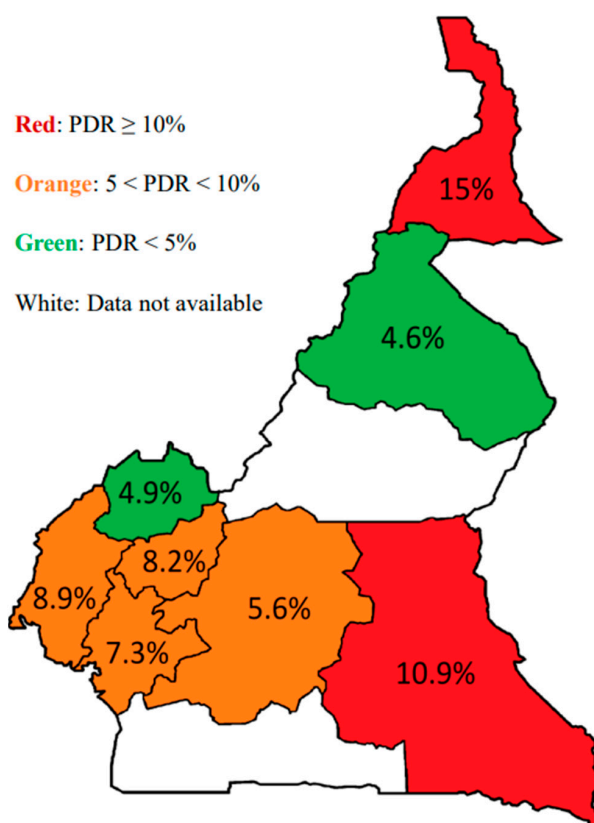 Red: PDR ≥ 10%
Orange: 5 < PDR < 10%
Green: PDR < 5%
White: Data not available
15%
4.6%
4.9%
8.2%
8.9%
5.6%
7.3%
10.9%